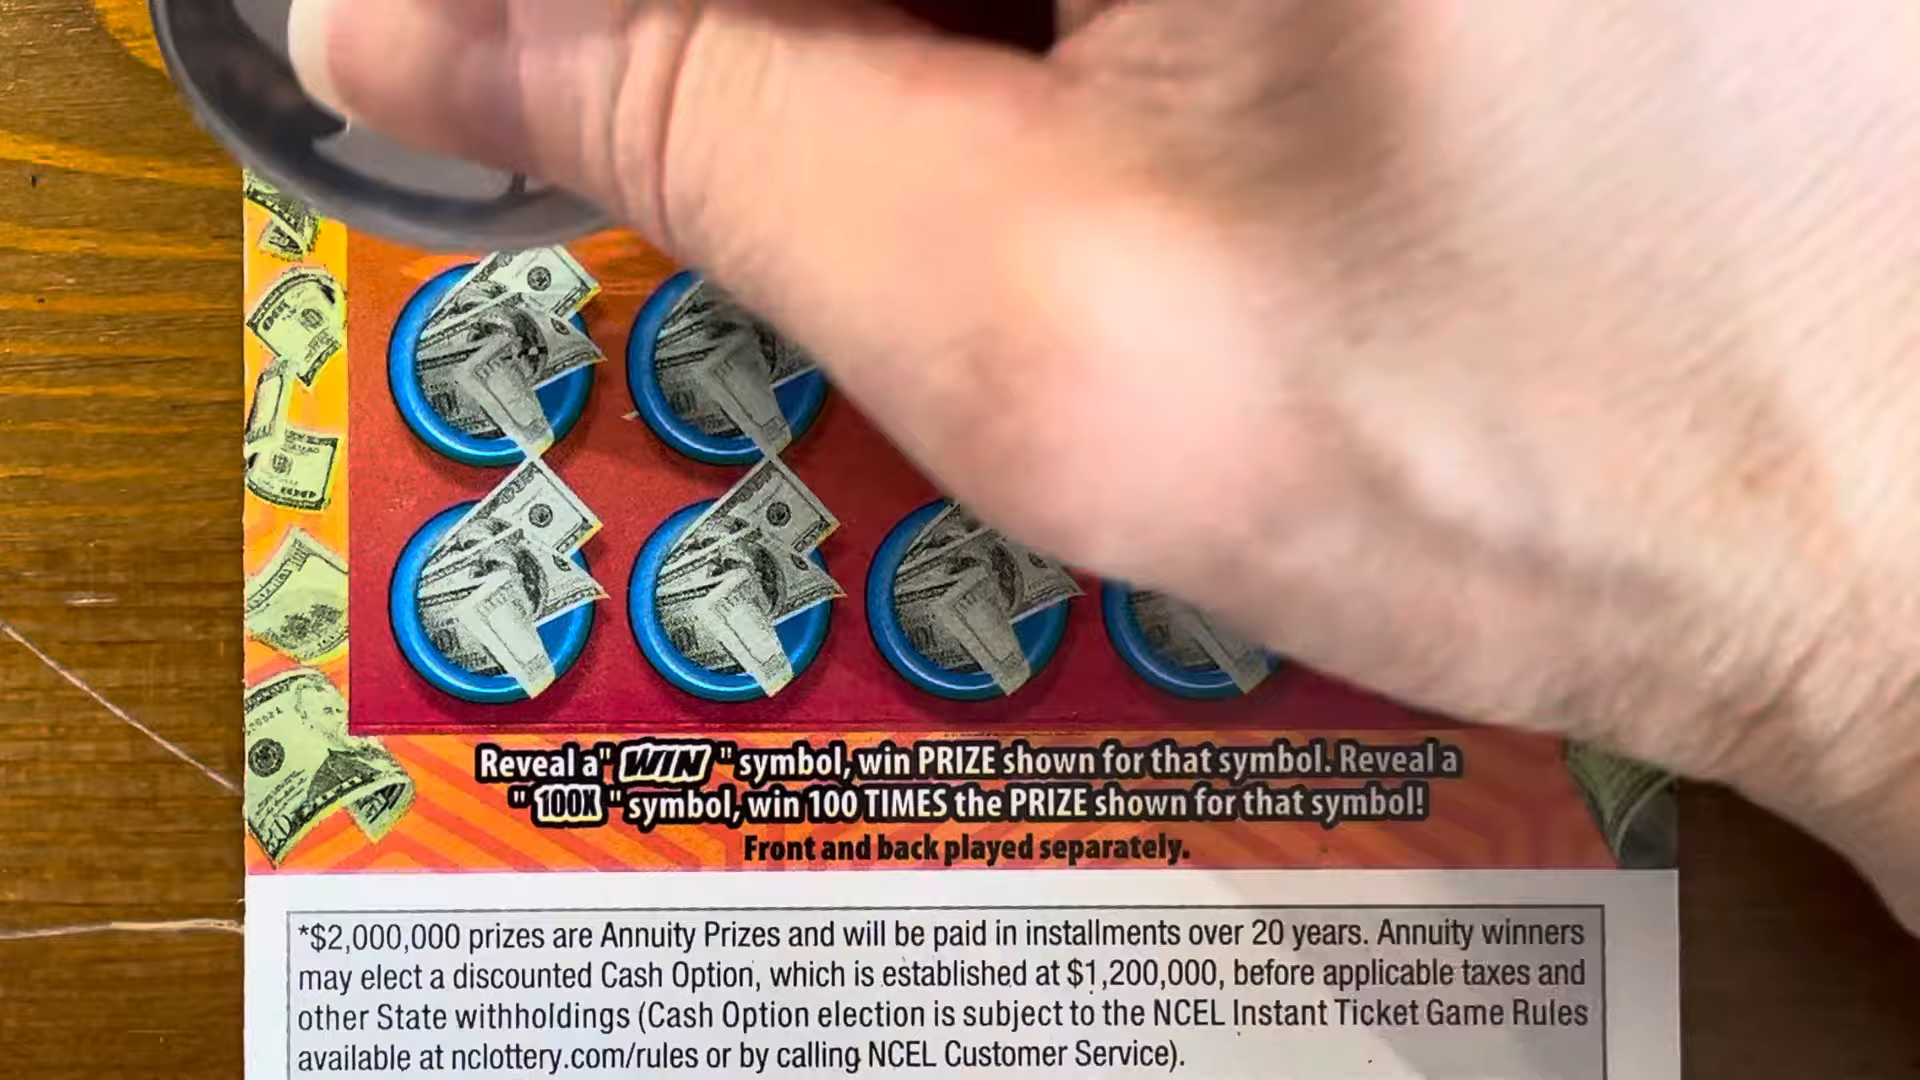 Reveal a " WIN " symbol, win PRIZE shown for that symbol. Reveal a
" 100X " symbol, win 100 TIMES the PRIZE shown for that symbol!
Front and back played separately.
*$2,000,000 prizes are Annuity Prizes and will be paid in installments over 20 years. Annuity winners
may elect a discounted Cash Option, which is established at $1,200,000, before applicable taxes and
other State withholdings (Cash Option election is subject to the NCEL Instant Ticket Game Rules
available at nclottery.com/rules or by calling NCEL Customer Service).